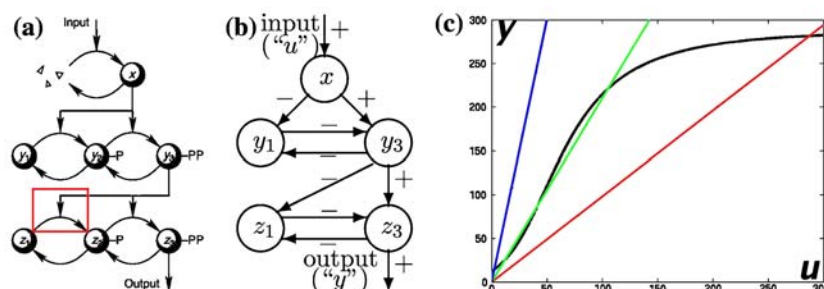 (a)
Input
x
y₁
y₂
P
y₃
PP
z₁
z₂
P
z₃
PP
Output
(b)
input
("u")
+
x
−
+
y₁
−
−
y₃
−
+
z₁
−
−
z₃
output
("y")
+
(c)
y
300
250
200
150
100
50
0
0
50
100
150
200
250
300
u